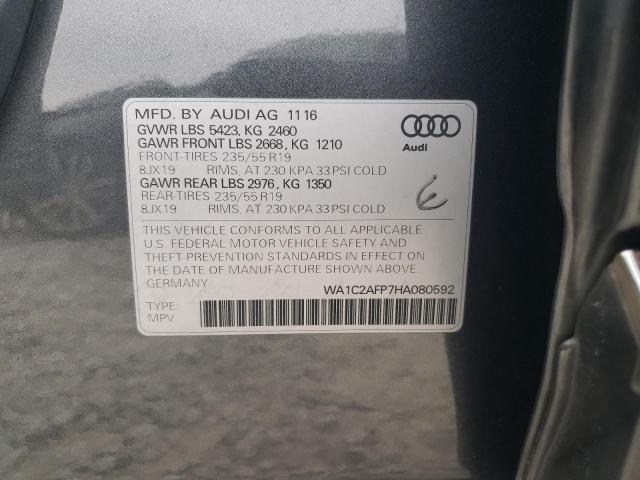 MFD. BY AUDI AG 11 16
GVWR LBS 5423, KG 2460
GAWR FRONT LBS 2668, KG 1210
FRONT-TIRES 235/55 R19
8JX19 RIMS, AT 230 KPA 33 PSI COLD
GAWR REAR LBS 2976, KG 1350
REAR-TIRES 235/55 R19
8JX19 RIMS, AT 230 KPA 33 PSI COLD
Audi
THIS VEHICLE CONFORMS TO ALL APPLICABLE
U.S. FEDERAL MOTOR VEHICLE SAFETY AND
THEFT PREVENTION STANDARDS IN EFFECT ON
THE DATE OF MANUFACTURE SHOWN ABOVE.
GERMANY
WA1C2AFP7HA080592
TYPE:
MPV